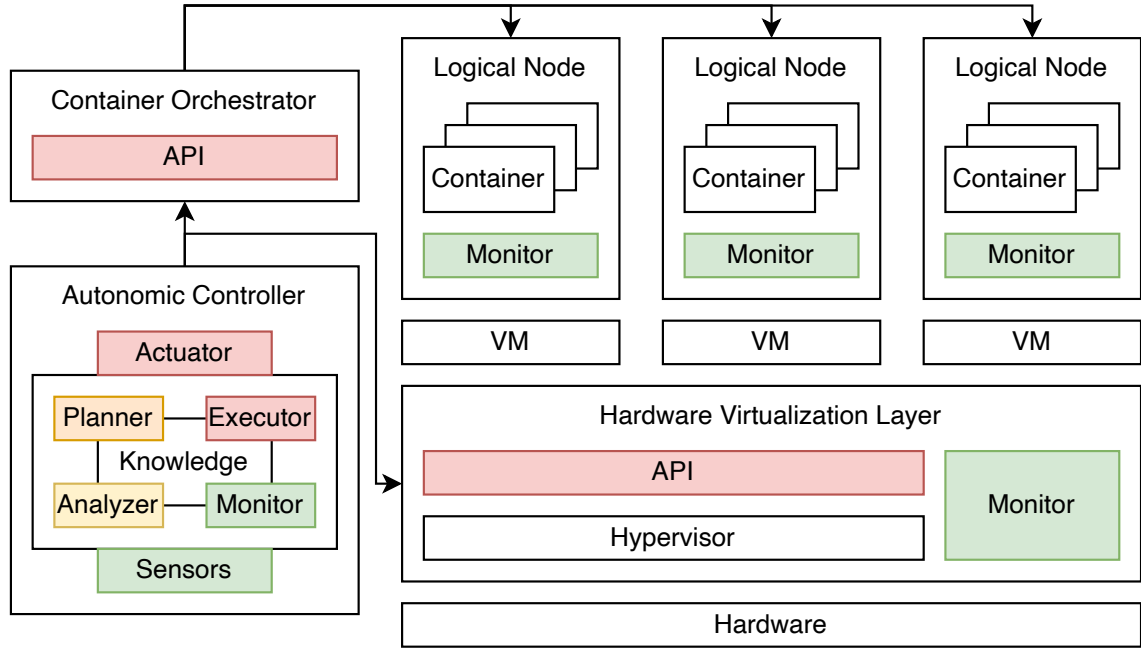 Container Orchestrator
API
Autonomic Controller
Actuator
Planner
Executor
Knowledge
Analyzer
Monitor
Sensors
Logical Node
Container
Monitor
VM
Logical Node
Container
Monitor
VM
Logical Node
Container
Monitor
VM
Hardware Virtualization Layer
API
Hypervisor
Monitor
Hardware